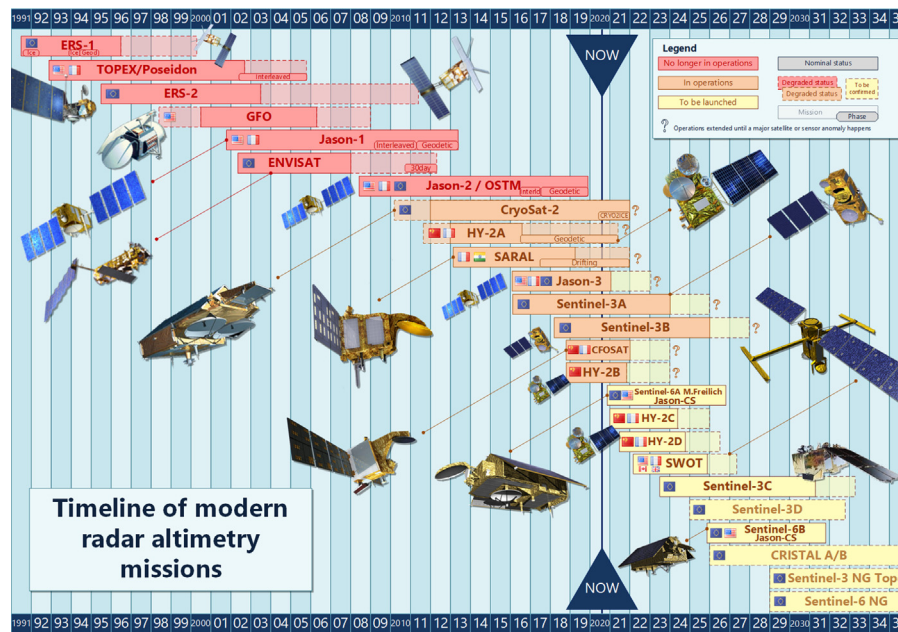 1991 92 93 94 95 96 97 98 99 2000 01 02 03 04 05 06 07 08 09 2010 11 12 13 14 15 16 17 18 19 2020 21 22 23 24 25 26 27 28 29 2030 31 32 33 34
NOW
Legend
No longer in operations
In operations
To be launched
Nominal status
Degraded status
Degraded status
To be confirmed
Mission
Phase
? Operations extended until a major satellite or sensor anomaly happens
ERS-1
Ice
Ice
Geod
TOPEX/Poseidon
Interleaved
ERS-2
GFO
Jason-1
Interleaved
Geodetic
ENVISAT
30day
Jason-2 / OSTM
Geodetic
CryoSat-2
CRYO2ICE
?
HY-2A
Geodetic
?
SARAL
Drifting
?
Jason-3
?
Sentinel-3A
?
Sentinel-3B
?
CFOSAT
?
HY-2B
?
Sentinel-6A M.Freilich
Jason-CS
HY-2C
HY-2D
SWOT
Sentinel-3C
Sentinel-3D
Sentinel-6B
Jason-CS
CRISTAL A/B
Sentinel-3 NG Topo
Sentinel-6 NG
Timeline of modern
radar altimetry
missions
NOW
1991 92 93 94 95 96 97 98 99 2000 01 02 03 04 05 06 07 08 09 2010 11 12 13 14 15 16 17 18 19 2020 21 22 23 24 25 26 27 28 29 2030 31 32 33 34